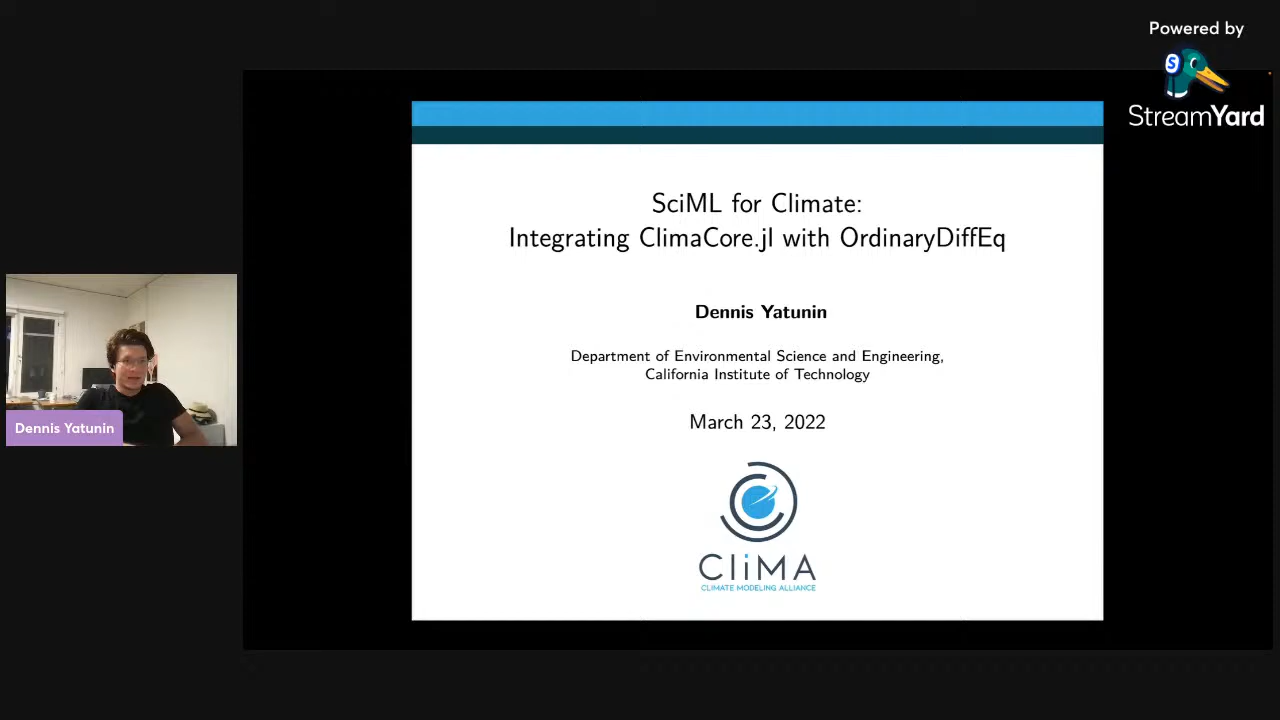 Powered by
S
StreamYard
SciML for Climate:
Integrating ClimaCore.jl with OrdinaryDiffEq
Dennis Yatunin
Department of Environmental Science and Engineering,
California Institute of Technology
March 23, 2022
CliMA
CLIMATE MODELING ALLIANCE
Dennis Yatunin